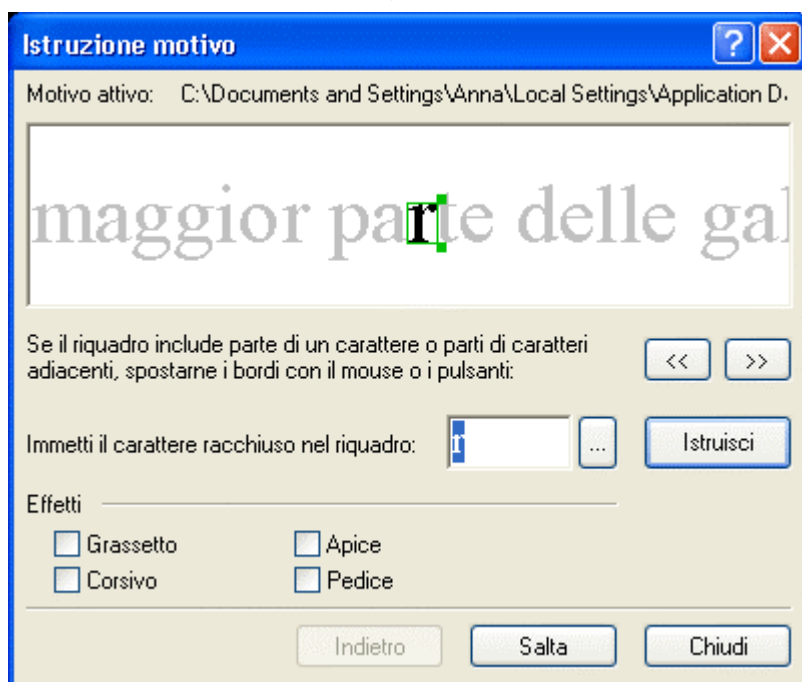 Istruzione motivo
Motivo attivo: C:\Documents and Settings\Anna\Local Settings\Application D
maggior parte delle gal
Se il riquadro include parte di un carattere o parti di caratteri
adiacenti, spostarne i bordi con il mouse o i pulsanti:
<< >>
Immetti il carattere racchiuso nel riquadro: r ... Istruisci
Effetti
Grassetto Apice
Corsivo Pedice
Indietro Salta Chiudi